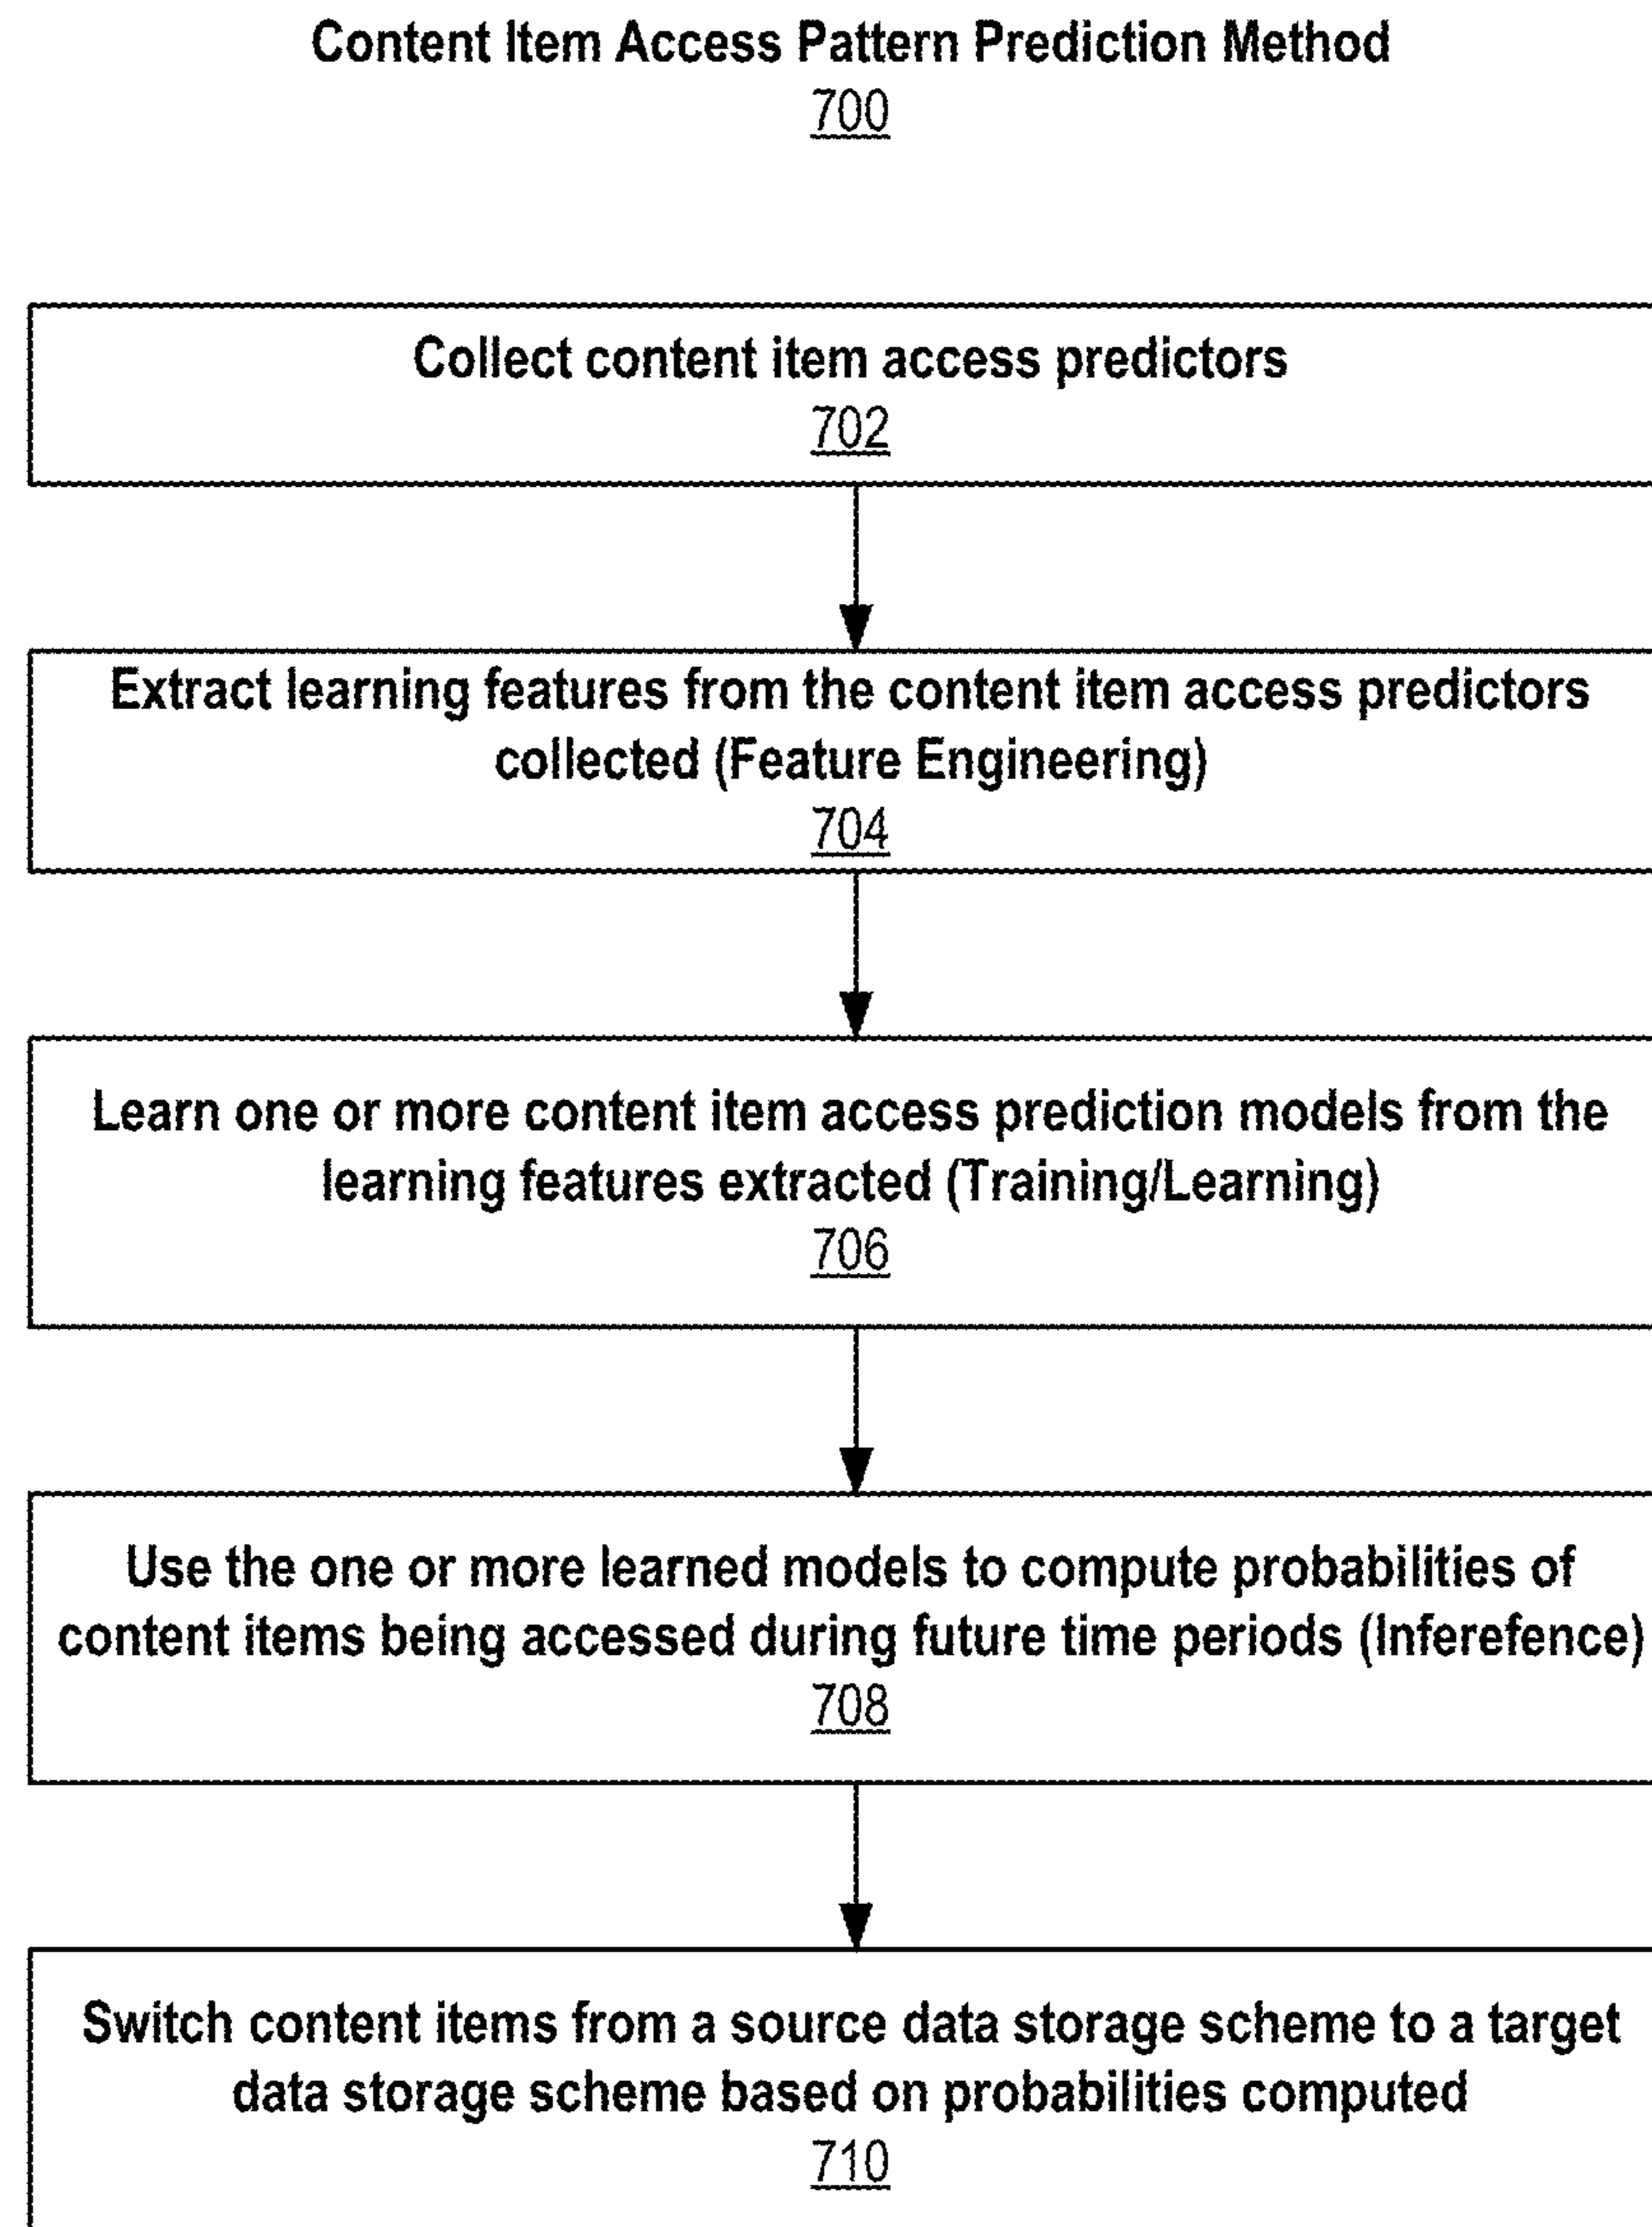 Content Item Access Pattern Prediction Method
700
Collect content item access predictors
702
Extract learning features from the content item access predictors
collected (Feature Engineering)
704
Learn one or more content item access prediction models from the
learning features extracted (Training/Learning)
706
Use the one or more learned models to compute probabilities of
content items being accessed during future time periods (Inferefence)
708
Switch content items from a source data storage scheme to a target
data storage scheme based on probabilities computed
710